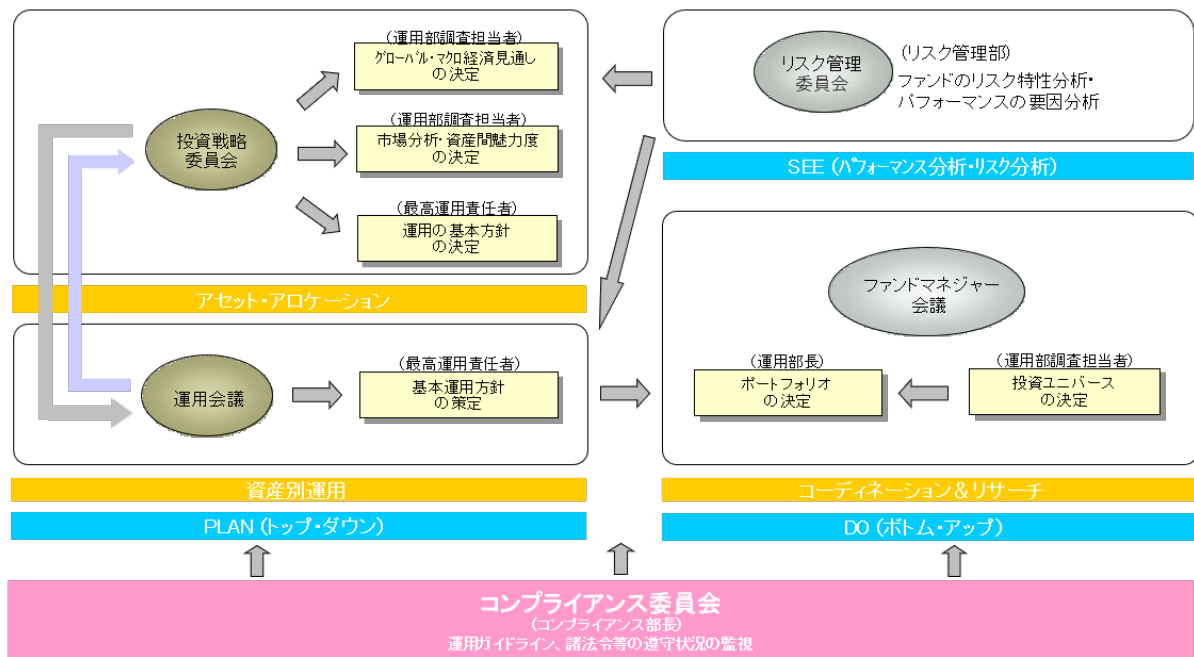 (運用部調査担当者)
グローバル・マクロ経済見通し
の決定
投資戦略
委員会
(運用部調査担当者)
市場分析・資産間魅力度
の決定
(最高運用責任者)
運用の基本方針
の決定
アセット・アロケーション
運用会議
(最高運用責任者)
基本運用方針
の策定
資産別運用
PLAN (トップ・ダウン)
リスク管理
委員会
(リスク管理部)
ファンドのリスク特性分析・
パフォーマンスの要因分析
SEE (パフォーマンス分析・リスク分析)
ファンドマネジャー
会議
(運用部長)
ポートフォリオ
の決定
(運用部調査担当者)
投資ユニバース
の決定
コーディネーション＆リサーチ
DO (ボトム・アップ)
コンプライアンス委員会
(コンプライアンス部長)
運用ガイドライン、諸法令等の遵守状況の監視